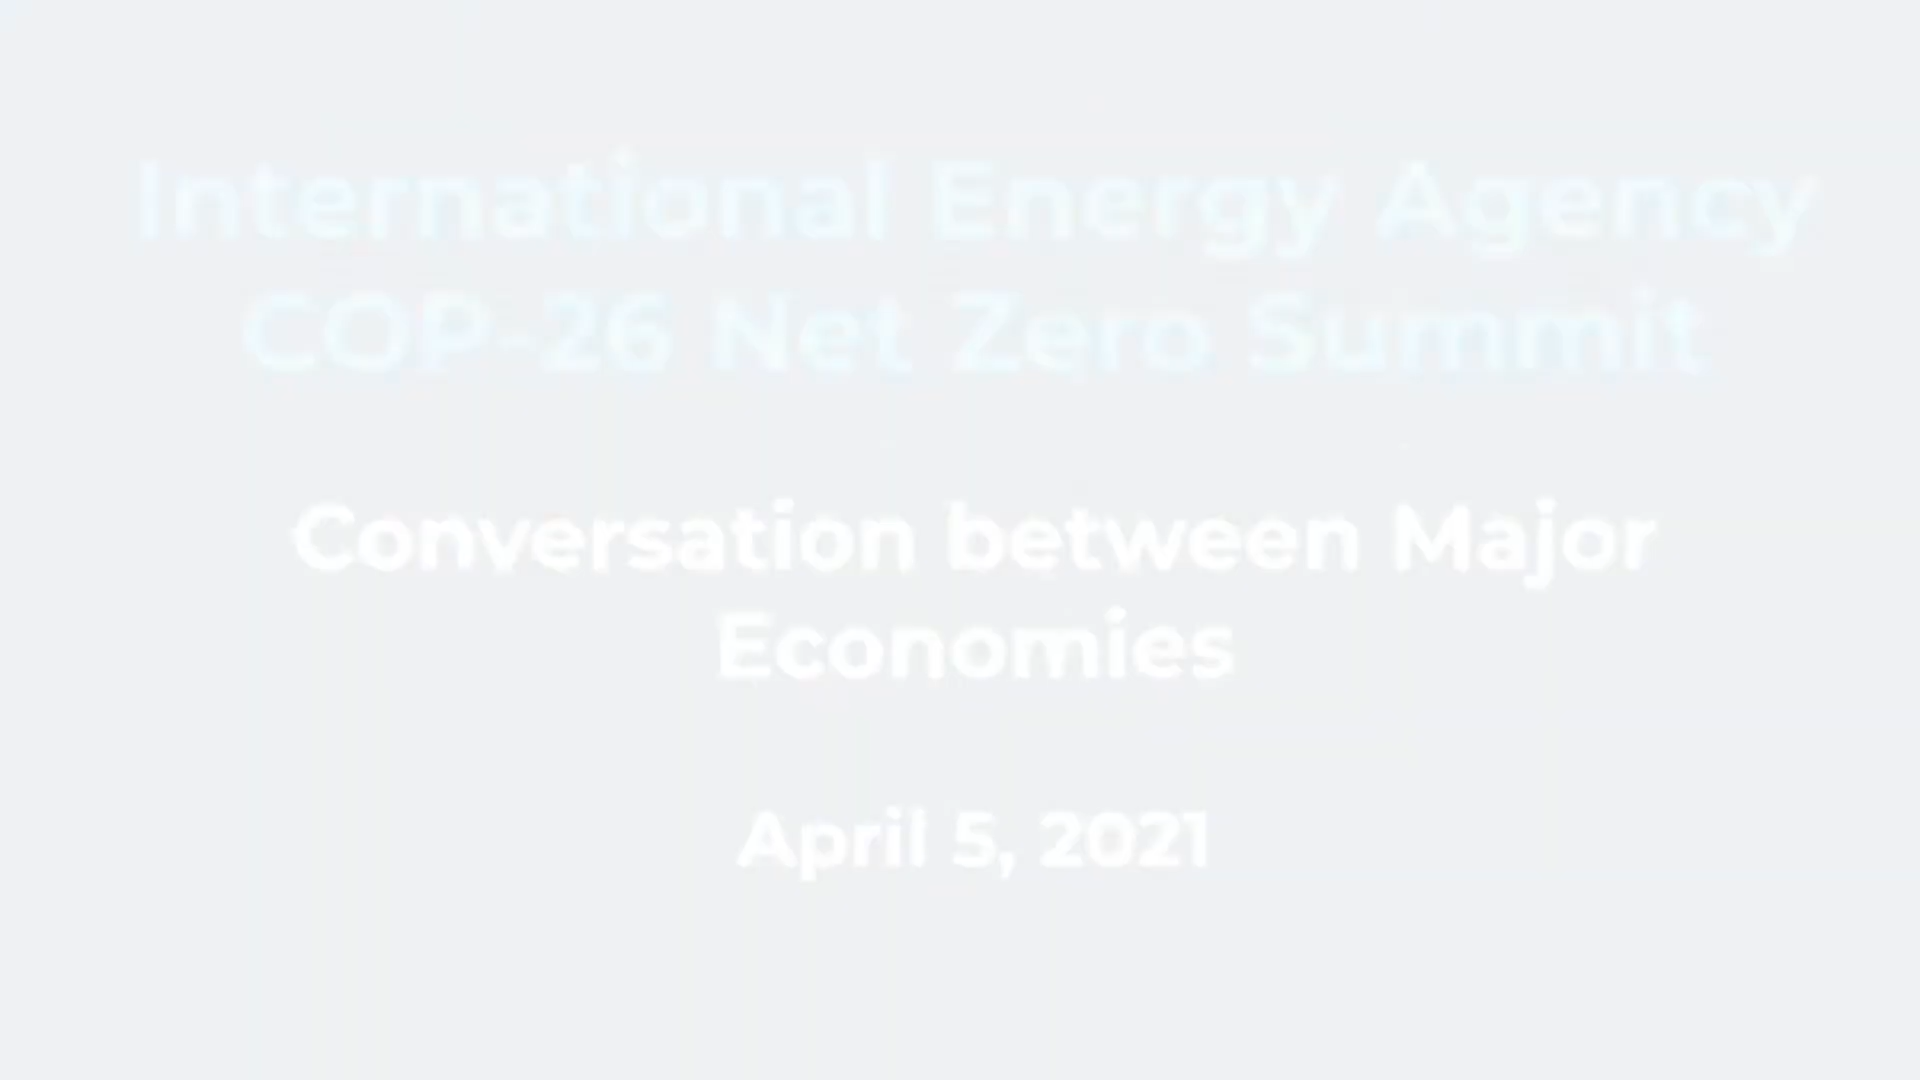 International Energy Agency
COP-26 Net Zero Summit
Conversation between Major
Economies
April 5, 2021